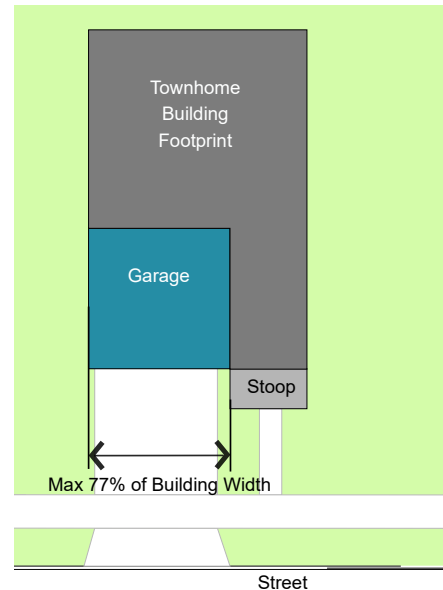 Townhome
Building
Footprint
Garage
Stoop
Max 77% of Building Width
Street